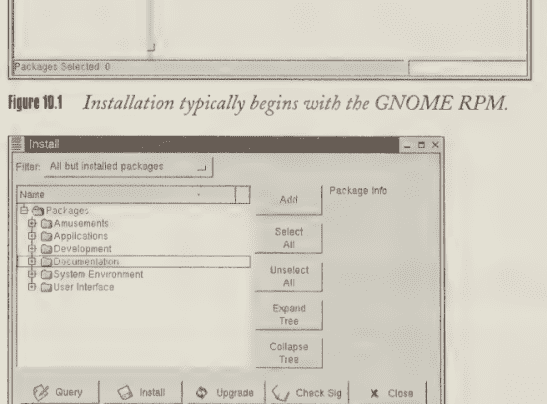 Packages Selected 0
Figure 10.1 Installation typically begins with the GNOME RPM.
Install
Filter: All but installed packages
Name
Packages
Amusements
Applications
Development
Documentation
System Environment
User Interface
Add
Select
All
Unselect
All
Expand
Tree
Collapse
Tree
Package Info
Query
Install
Upgrade
Check Sig
Close